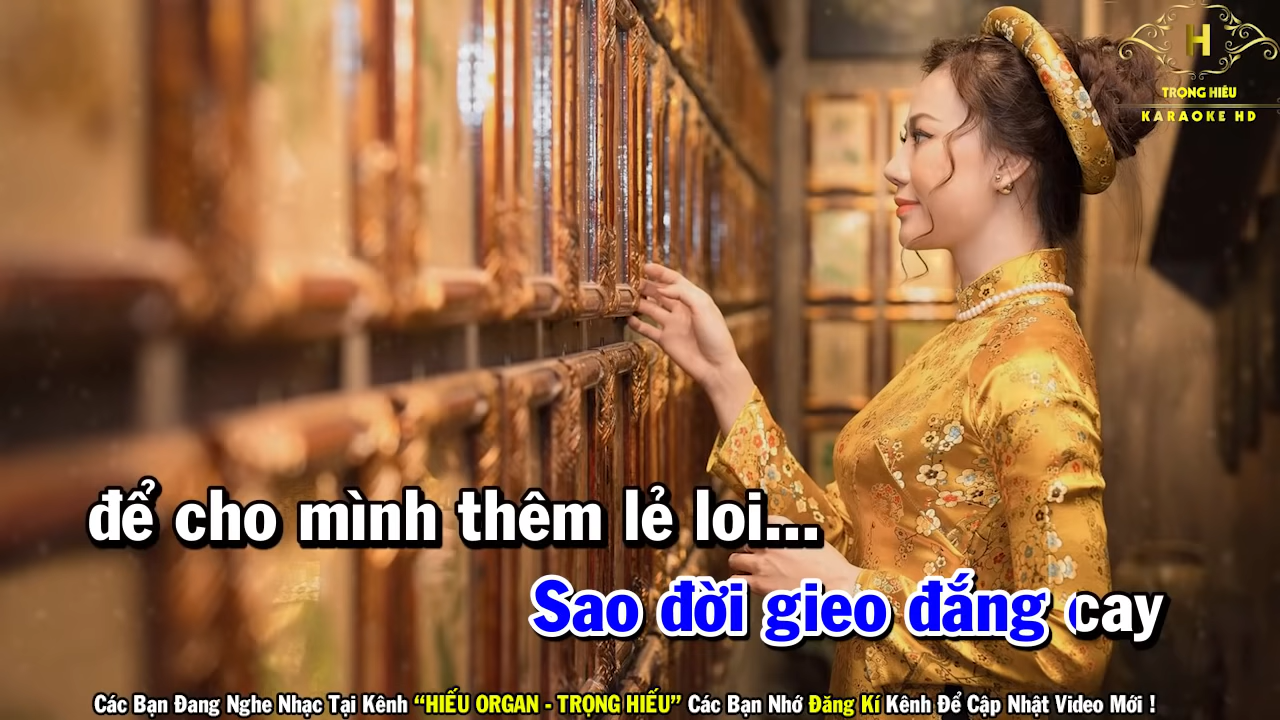 H
TRỌNG HIẾU
KARAOKE HD
để cho mình thêm lẻ loi...
Sao đời gieo đắng cay
Các Bạn Đang Nghe Nhạc Tại Kênh “HIẾU ORGAN - TRỌNG HIẾU” Các Bạn Nhớ Đăng Kí Kênh Để Cập Nhật Video Mới !